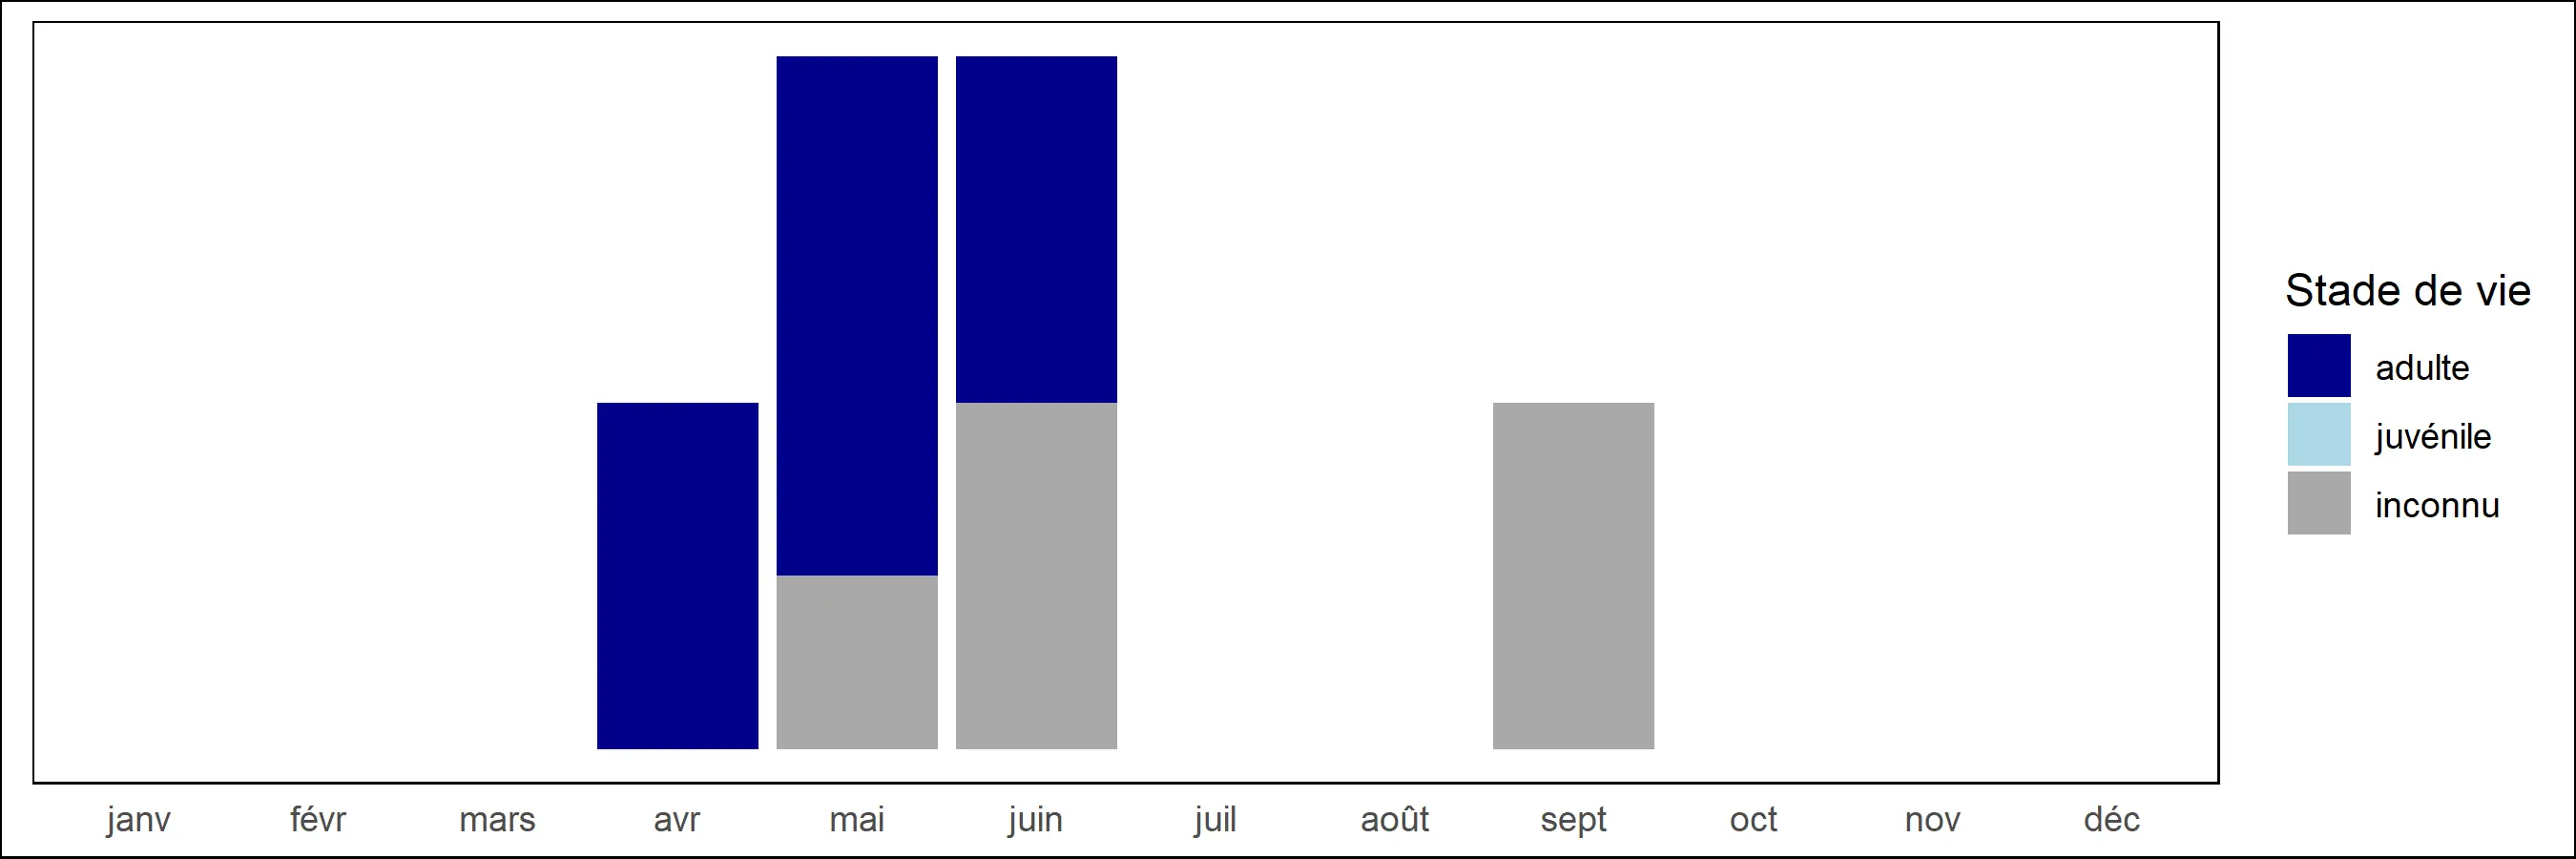 Stade de vie
adulte
juvénile
inconnu
janv févr mars avr mai juin juil août sept oct nov déc